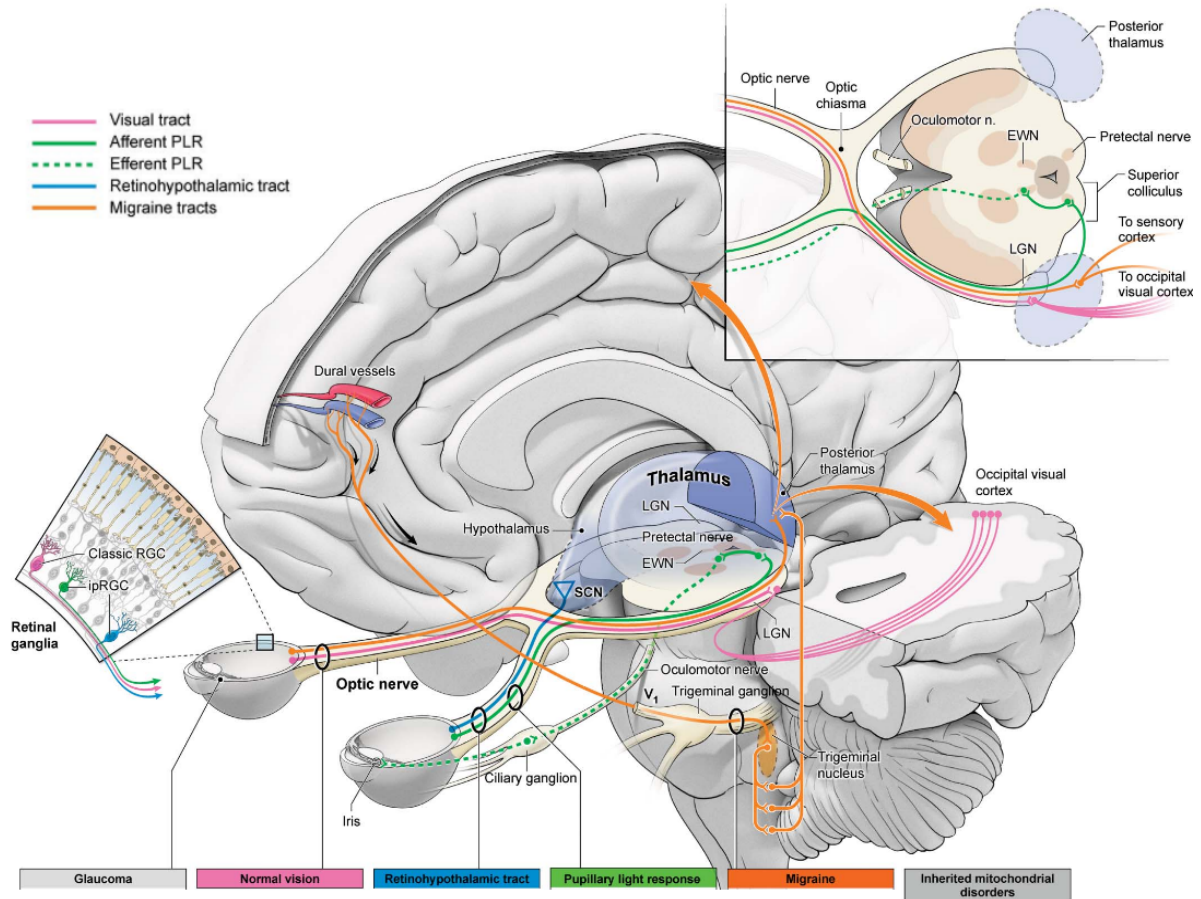 Visual tract
Afferent PLR
Efferent PLR
Retinohypothalamic tract
Migraine tracts
Optic nerve
Optic
chiasma
Oculomotor n.
EWN
Posterior
thalamus
Pretectal nerve
Superior
colliculus
LGN
To sensory
cortex
To occipital
visual cortex
Dural vessels
Thalamus
Posterior
thalamus
Occipital visual
cortex
Hypothalamus
LGN
Pretectal nerve
EWN
SCN
LGN
Classic RGC
ipRGC
Retinal
ganglia
Optic nerve
Oculomotor nerve
V1
Trigeminal ganglion
Trigeminal
nucleus
Ciliary ganglion
Iris
Glaucoma
Normal vision
Retinohypothalamic tract
Pupillary light response
Migraine
Inherited mitochondrial
disorders